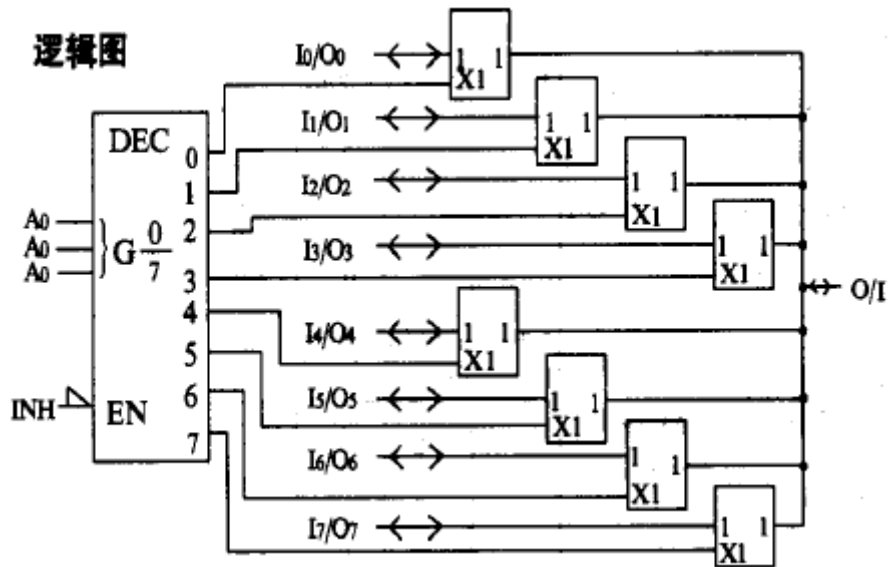 逻辑图
I0/O0
1 1
X1
I1/O1
1 1
X1
I2/O2
1 1
X1
I3/O3
1 1
X1
I4/O4
1 1
X1
I5/O5
1 1
X1
I6/O6
1 1
X1
I7/O7
1 1
X1
DEC
0
1
2
3
4
5
6
7
A0
A0
A0
} G 0/7
INH
EN
O/I